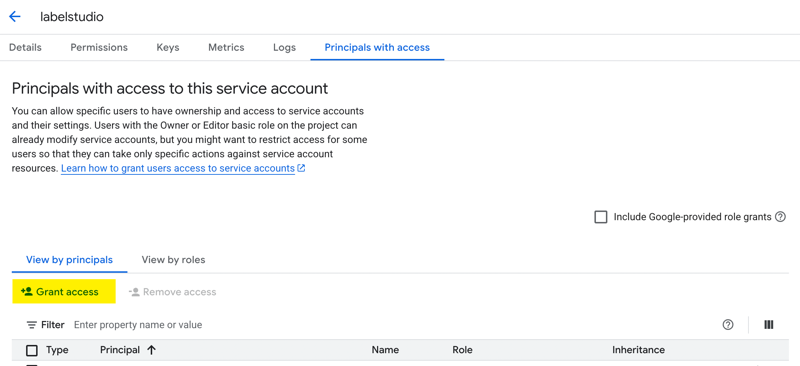 labelstudio
Details Permissions Keys Metrics Logs Principals with access
Principals with access to this service account
You can allow specific users to have ownership and access to service accounts
and their settings. Users with the Owner or Editor basic role on the project can
already modify service accounts, but you might want to restrict access for some
users so that they can take only specific actions against service account
resources. Learn how to grant users access to service accounts
Include Google-provided role grants
View by principals View by roles
Grant access Remove access
Filter Enter property name or value
Type Principal Name Role Inheritance